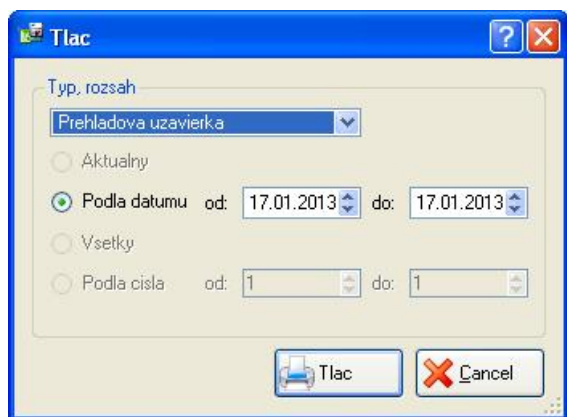 Tlac
Typ, rozsah
Prehladova uzavierka
Aktualny
Podla datumu od: 17.01.2013 do: 17.01.2013
Vsetky
Podla cisla od: 1 do: 1
Tlac Cancel